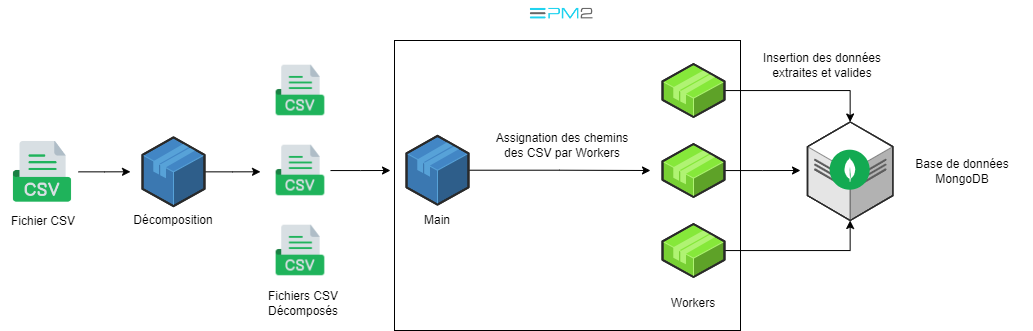 PM2
Insertion des données
extraites et valides
CSV
Assignation des chemins
des CSV par Workers
CSV
CSV
Base de données
MongoDB
Fichier CSV
Décomposition
Main
CSV
Fichiers CSV
Décomposés
Workers